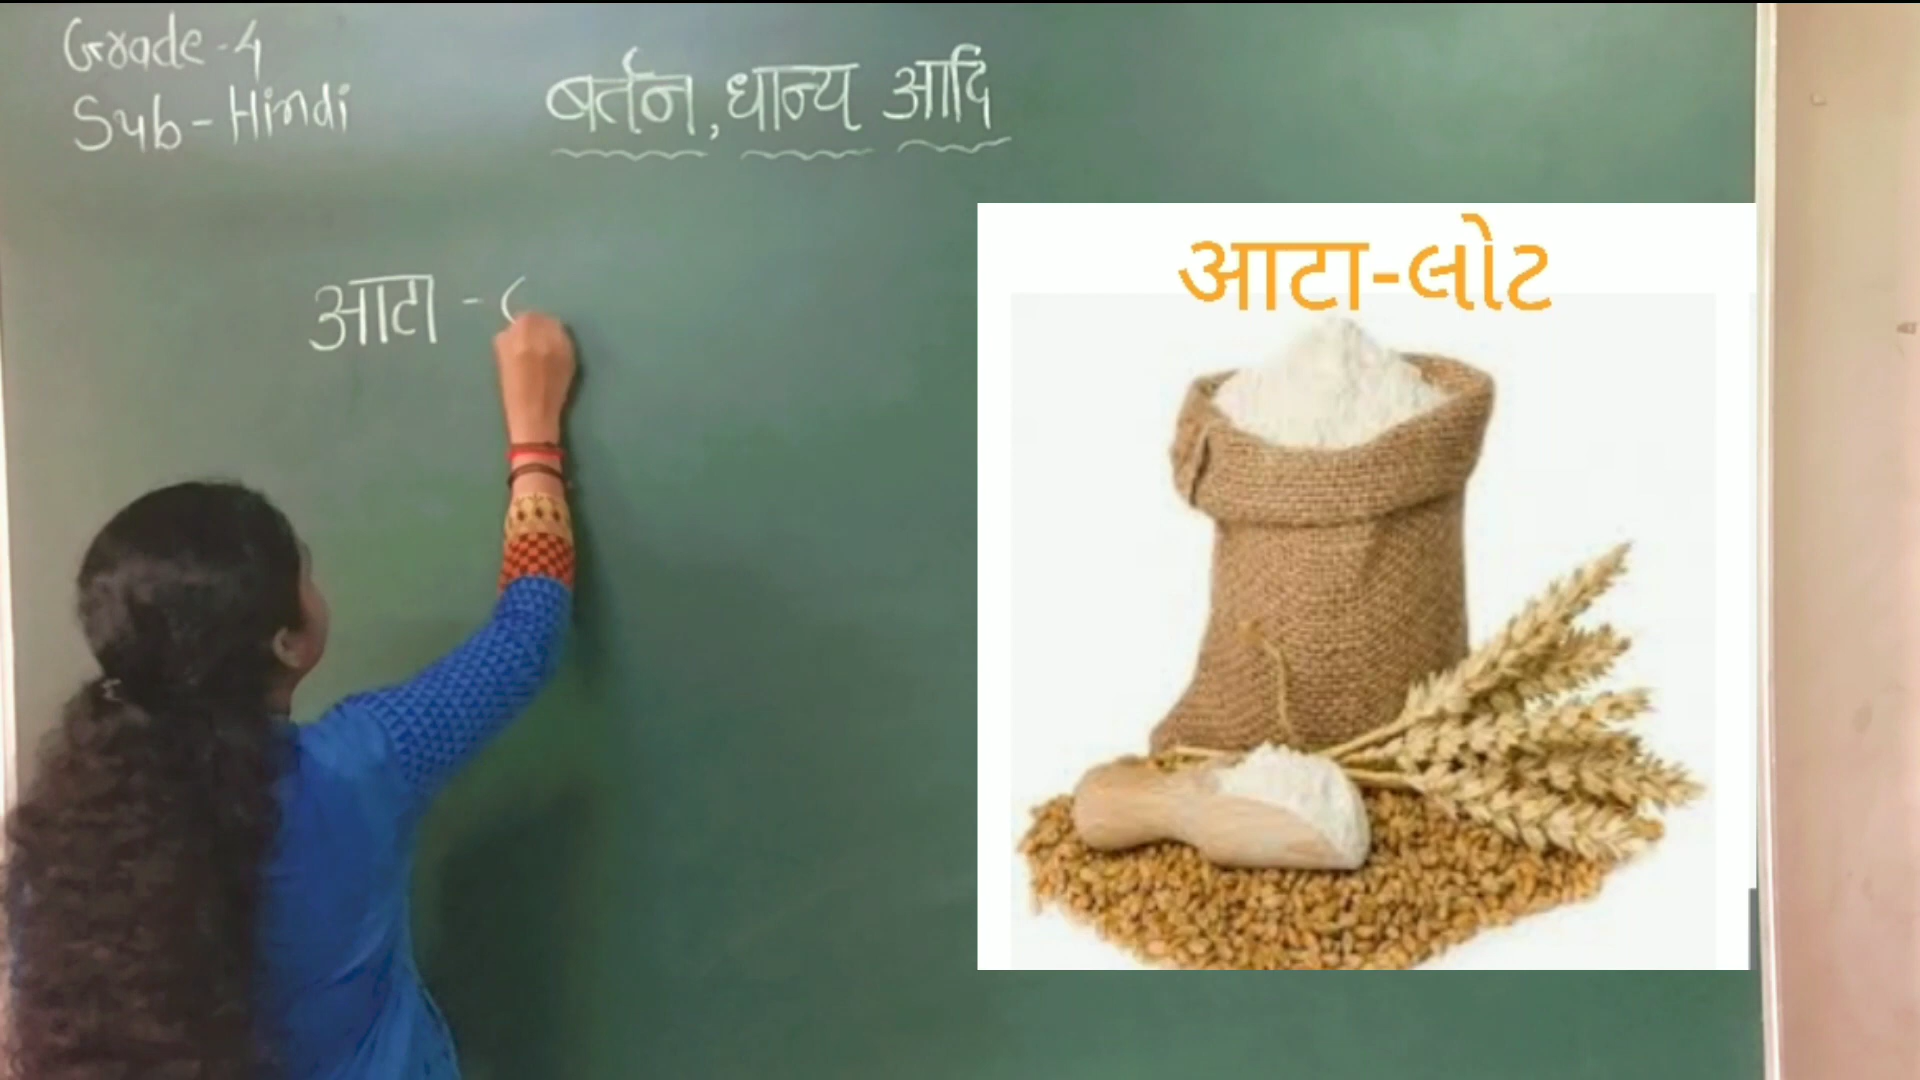 Grade-4
Sub-Hindi
बर्तन, धान्य आदि
आटा -
आटा-લોટ